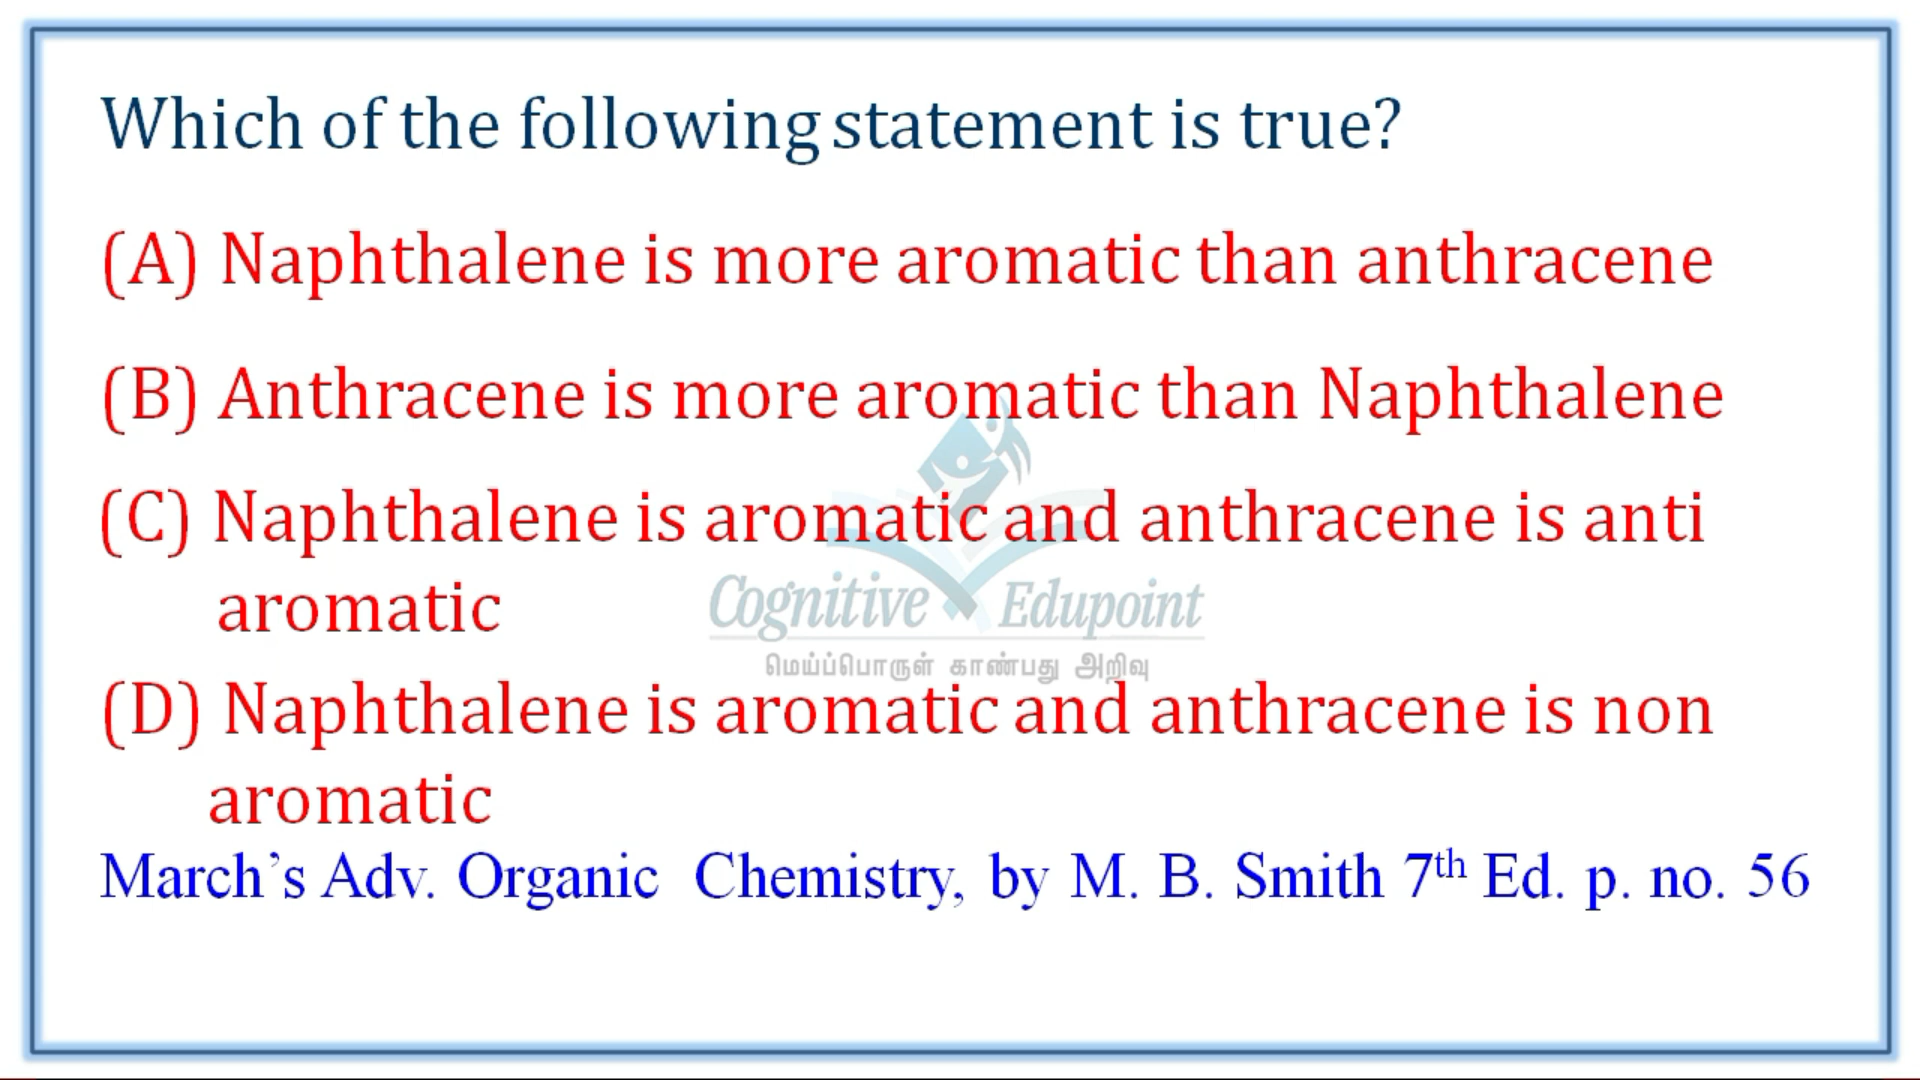 Which of the following statement is true?
(A) Naphthalene is more aromatic than anthracene
(B) Anthracene is more aromatic than Naphthalene
(C) Naphthalene is aromatic and anthracene is anti
aromatic
Cognitive Edupoint
மெய்ப்பொருள் காண்பது அறிவு
(D) Naphthalene is aromatic and anthracene is non
aromatic
March's Adv. Organic Chemistry, by M. B. Smith 7th Ed. p. no. 56